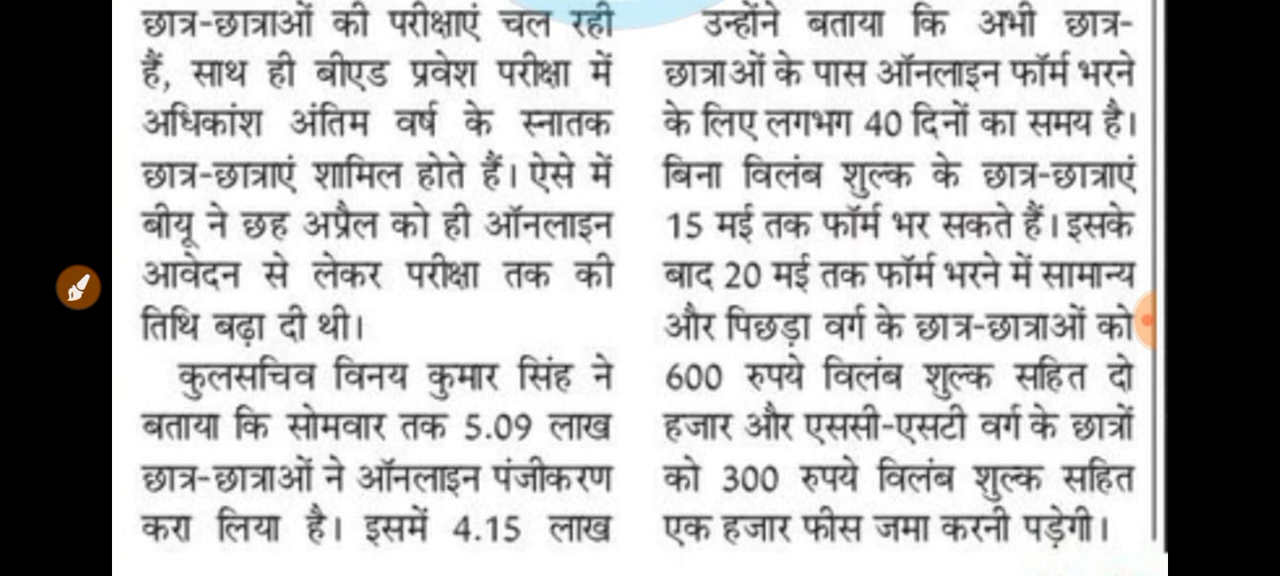 छात्र-छात्राओं की परीक्षाएं चल रही
हैं, साथ ही बीएड प्रवेश परीक्षा में
अधिकांश अंतिम वर्ष के स्नातक
छात्र-छात्राएं शामिल होते हैं। ऐसे में
बीयू ने छह अप्रैल को ही ऑनलाइन
आवेदन से लेकर परीक्षा तक की
तिथि बढ़ा दी थी।
कुलसचिव विनय कुमार सिंह ने
बताया कि सोमवार तक 5.09 लाख
छात्र-छात्राओं ने ऑनलाइन पंजीकरण
करा लिया है। इसमें 4.15 लाख
उन्होंने बताया कि अभी छात्र-
छात्राओं के पास ऑनलाइन फॉर्म भरने
के लिए लगभग 40 दिनों का समय है।
बिना विलंब शुल्क के छात्र-छात्राएं
15 मई तक फॉर्म भर सकते हैं। इसके
बाद 20 मई तक फॉर्म भरने में सामान्य
और पिछड़ा वर्ग के छात्र-छात्राओं को
600 रुपये विलंब शुल्क सहित दो
हजार और एससी-एसटी वर्ग के छात्रों
को 300 रुपये विलंब शुल्क सहित
एक हजार फीस जमा करनी पड़ेगी।